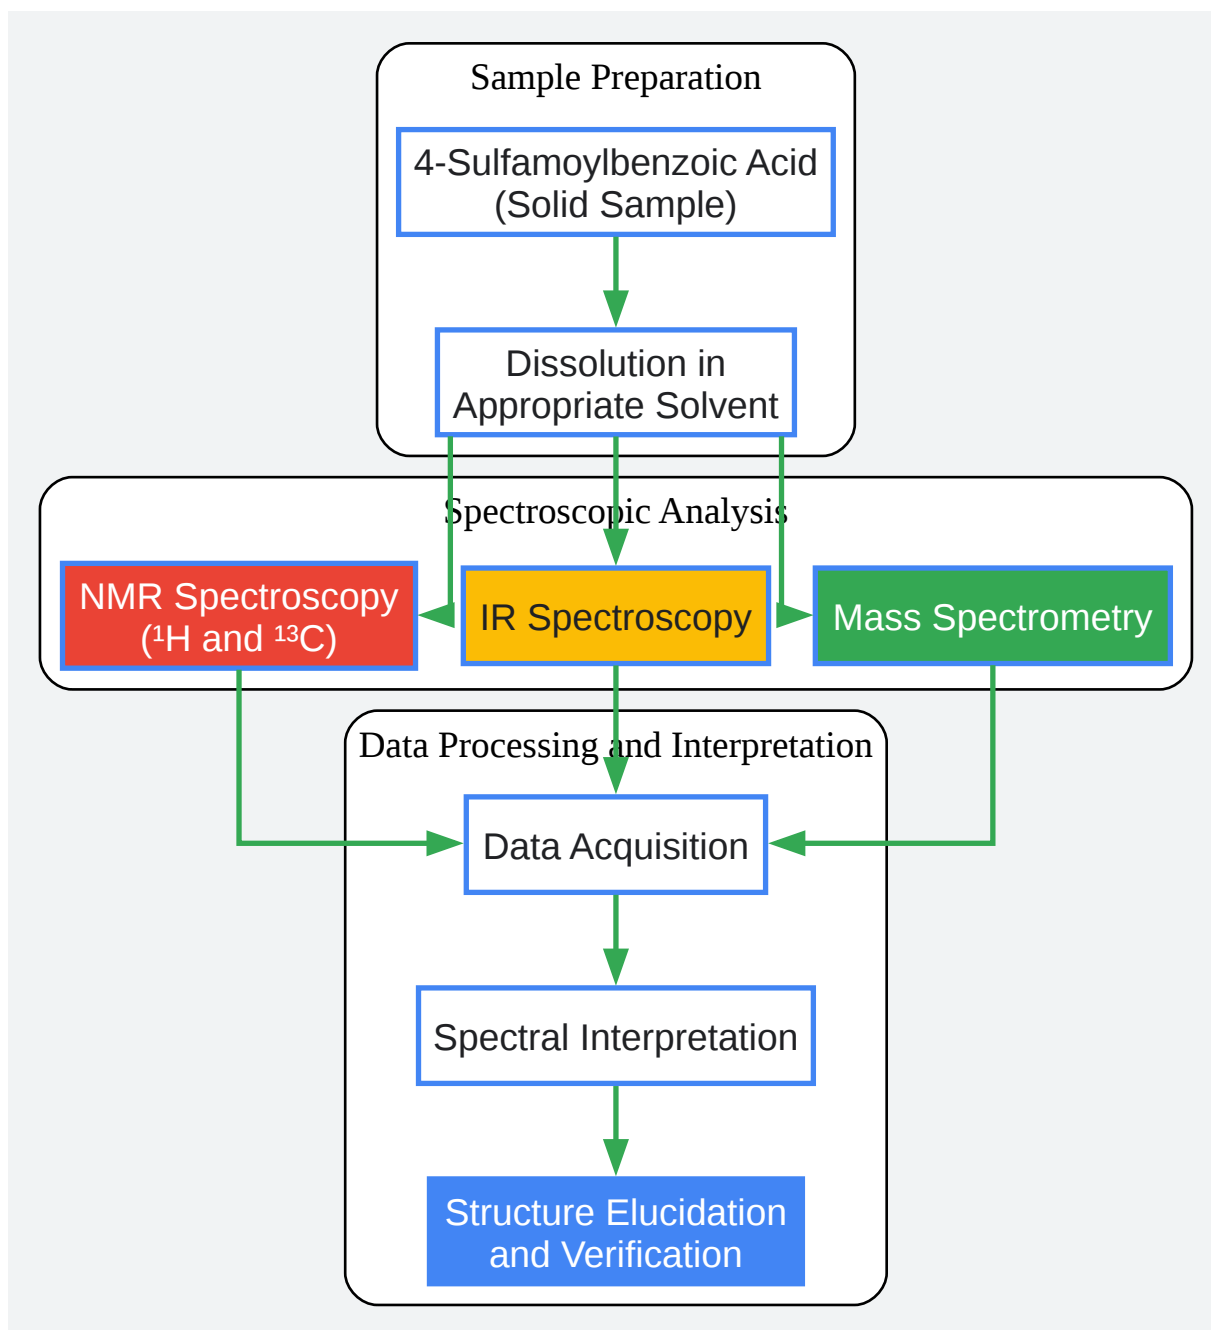 Sample Preparation
4-Sulfamoylbenzoic Acid
(Solid Sample)
Dissolution in
Appropriate Solvent
Spectroscopic Analysis
NMR Spectroscopy
(¹H and ¹³C)
IR Spectroscopy
Mass Spectrometry
Data Processing and Interpretation
Data Acquisition
Spectral Interpretation
Structure Elucidation
and Verification